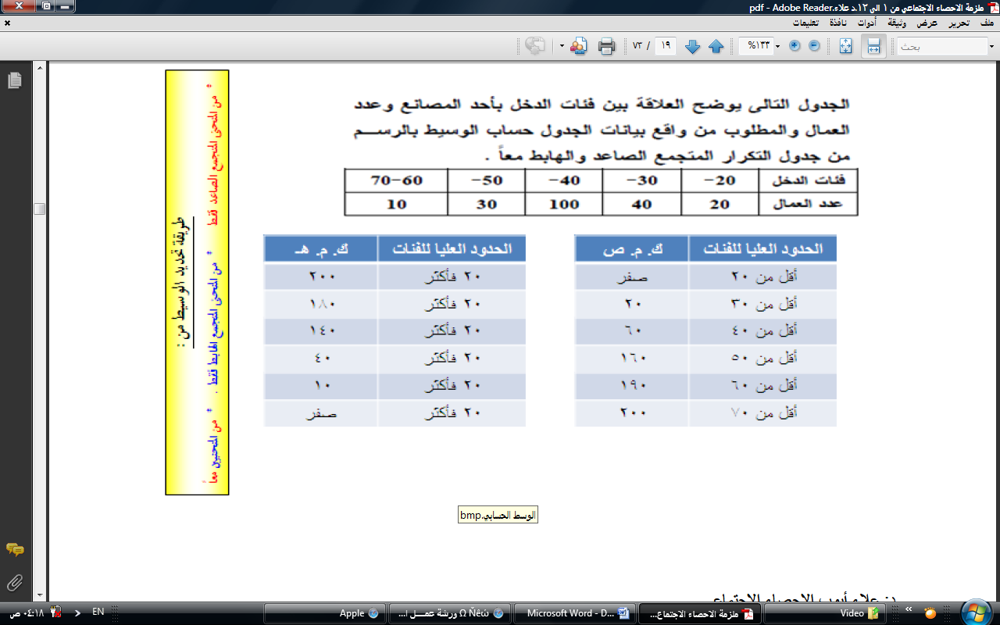 ملزمة الاحصاء الاجتماعي من ١ الى ١٢.د علاء.pdf - Adobe Reader
ملف تحرير عرض وثيقة أدوات نافذة تعليمات
١٩ / ٧٣ ١٣٣% بحث
الجدول التالى يوضح العلاقة بين فئات الدخل بأحد المصانع وعدد
العمال والمطلوب من واقع بيانات الجدول حساب الوسيط بالرسم
من جدول التكرار المتجمع الصاعد والهابط معاً .
فئات الدخل 20- 30- 40- 50- 60-70
عدد العمال 20 40 100 30 10
الحدود العليا للفئات ك. م. ص
أقل من ٢٠ صفر
أقل من ٣٠ ٢٠
أقل من ٤٠ ٦٠
أقل من ٥٠ ١٦٠
أقل من ٦٠ ١٩٠
أقل من ٧٠ ٢٠٠
الحدود العليا للفئات ك. م. هـ
٢٠ فأكثر ٢٠٠
٢٠ فأكثر ١٨٠
٢٠ فأكثر ١٤٠
٢٠ فأكثر ٤٠
٢٠ فأكثر ١٠
٢٠ فأكثر صفر
طريقة تحديد الوسيط من :
* من المنحنى المتجمع الصاعد فقط * من المنحنى المتجمع الهابط فقط . * من المنحنيين معاً
الوسط الحسابي.bmp
د: علاء أيوب الاحصاء الاجتماعي
Video
ملزمة الاحصاء الاجتماع...
Microsoft Word - D...
ورشة عمـــل ا...
Apple
EN
٠٤:١٨ ص